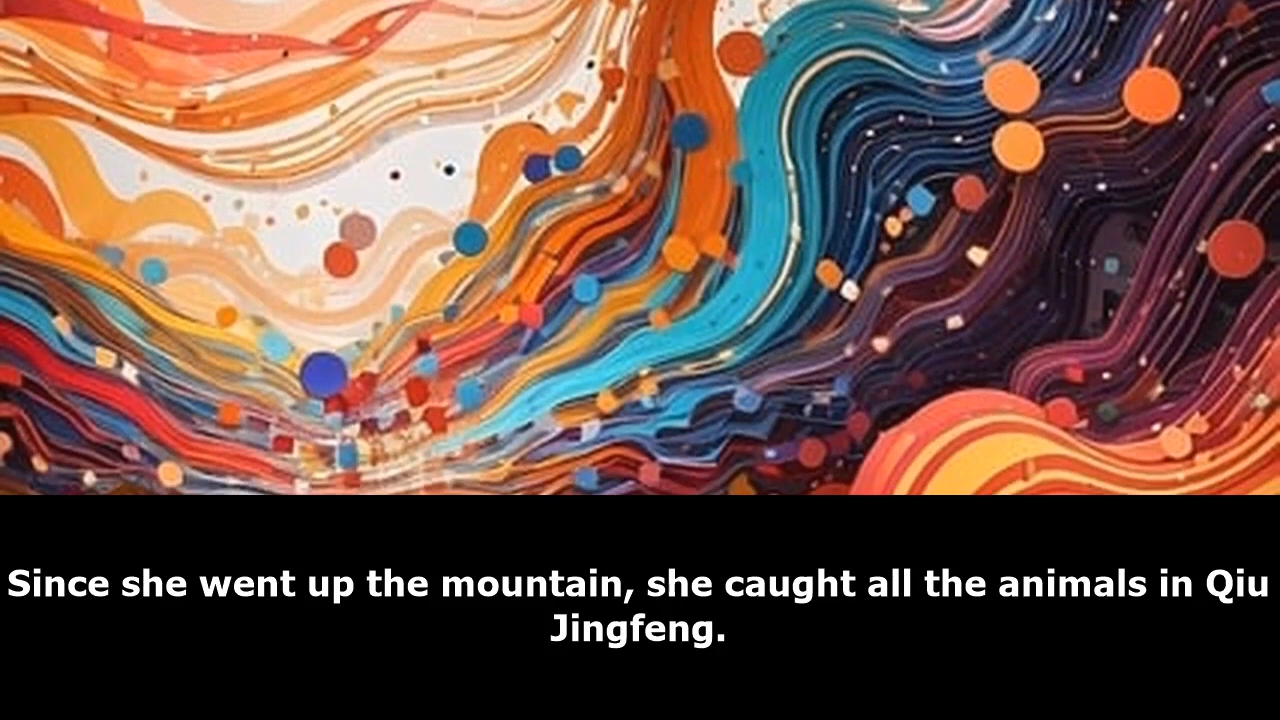 Since she went up the mountain, she caught all the animals in Qiu
Jingfeng.